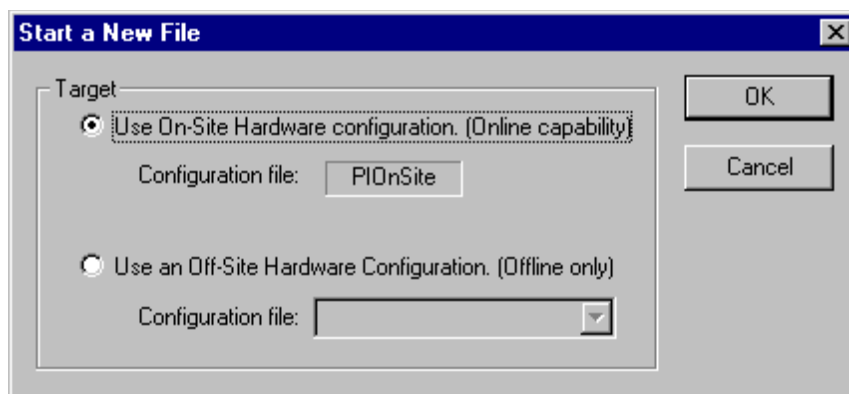 Start a New File
Target
OK
Use On-Site Hardware configuration. (Online capability)
Configuration file: PIOnSite
Cancel
Use an Off-Site Hardware Configuration. (Offline only)
Configuration file: